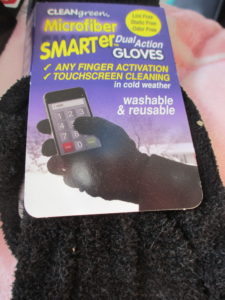 CLEANgreen
Lint Free
Static Free
Odor Free
Microfiber
SMARTer Dual Action
GLOVES
✓ ANY FINGER ACTIVATION
✓ TOUCHSCREEN CLEANING
in cold weather
washable
& reusable